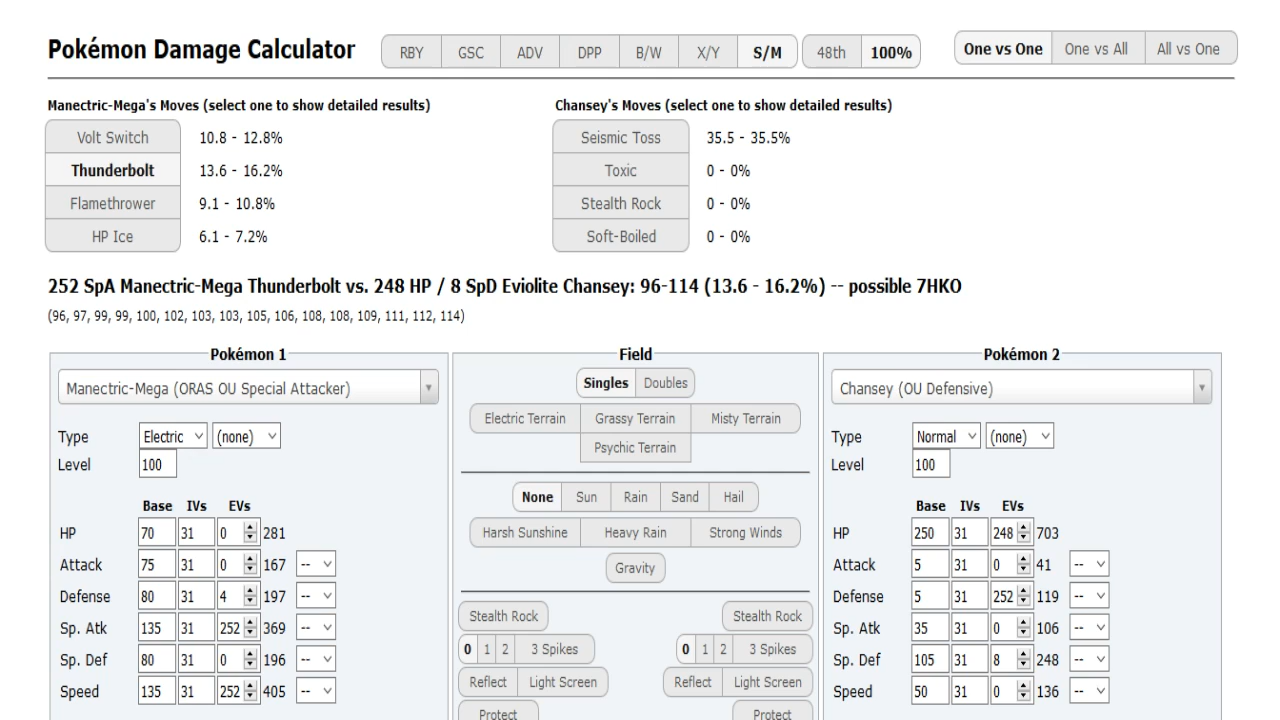 Pokémon Damage Calculator RBY GSC ADV DPP B/W X/Y S/M 48th 100% One vs One One vs All All vs One
Manectric-Mega's Moves (select one to show detailed results) Chansey's Moves (select one to show detailed results)
Volt Switch 10.8 - 12.8% Seismic Toss 35.5 - 35.5%
Thunderbolt 13.6 - 16.2% Toxic 0 - 0%
Flamethrower 9.1 - 10.8% Stealth Rock 0 - 0%
HP Ice 6.1 - 7.2% Soft-Boiled 0 - 0%
252 SpA Manectric-Mega Thunderbolt vs. 248 HP / 8 SpD Eviolite Chansey: 96-114 (13.6 - 16.2%) -- possible 7HKO
(96, 97, 99, 99, 100, 102, 103, 103, 105, 106, 108, 108, 109, 111, 112, 114)
Pokémon 1
Manectric-Mega (ORAS OU Special Attacker)
Type Electric (none)
Level 100
Base IVs EVs
HP 70 31 0 281
Attack 75 31 0 167 --
Defense 80 31 4 197 --
Sp. Atk 135 31 252 369 --
Sp. Def 80 31 0 196 --
Speed 135 31 252 405 --
Field
Singles Doubles
Electric Terrain Grassy Terrain Misty Terrain
Psychic Terrain
None Sun Rain Sand Hail
Harsh Sunshine Heavy Rain Strong Winds
Gravity
Stealth Rock Stealth Rock
0 1 2 3 Spikes 0 1 2 3 Spikes
Reflect Light Screen Reflect Light Screen
Protect Protect
Pokémon 2
Chansey (OU Defensive)
Type Normal (none)
Level 100
Base IVs EVs
HP 250 31 248 703
Attack 5 31 0 41 --
Defense 5 31 252 119 --
Sp. Atk 35 31 0 106 --
Sp. Def 105 31 8 248 --
Speed 50 31 0 136 --